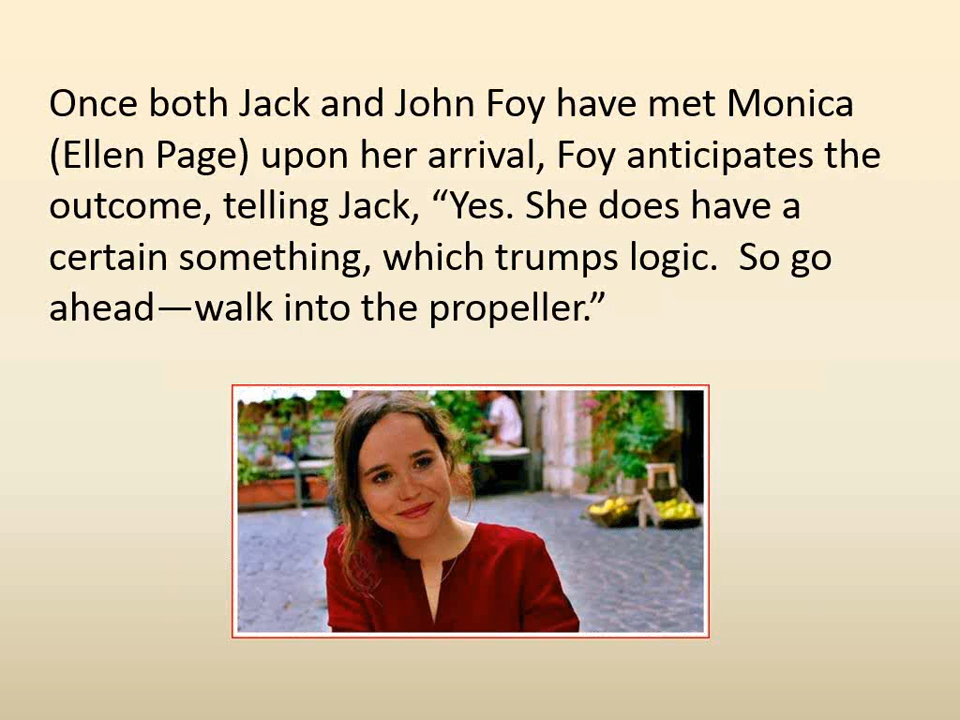 Once both Jack and John Foy have met Monica
(Ellen Page) upon her arrival, Foy anticipates the
outcome, telling Jack, “Yes. She does have a
certain something, which trumps logic.  So go
ahead—walk into the propeller.”